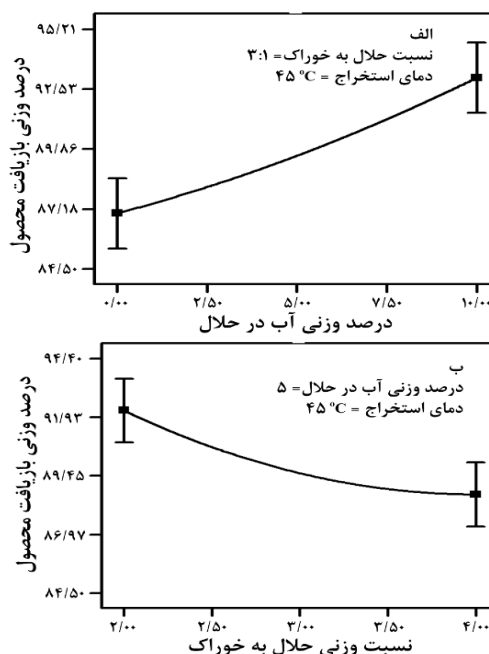 الف
نسبت حلال به خوراک= ۳:۱
دمای استخراج = ۴۵ °C
درصد وزنی بازیافت محصول
۹۵/۲۱
۹۲/۵۳
۸۹/۸۶
۸۷/۱۸
۸۴/۵۰
۰/۰۰ ۲/۵۰ ۵/۰۰ ۷/۵۰ ۱۰/۰۰
درصد وزنی آب در حلال
ب
درصد وزنی آب در حلال= ۵
دمای استخراج = ۴۵ °C
درصد وزنی بازیافت محصول
۹۴/۴۰
۹۱/۹۳
۸۹/۴۵
۸۶/۹۷
۸۴/۵۰
۲/۰۰ ۲/۵۰ ۳/۰۰ ۳/۵۰ ۴/۰۰
نسبت وزنی حلال به خوراک